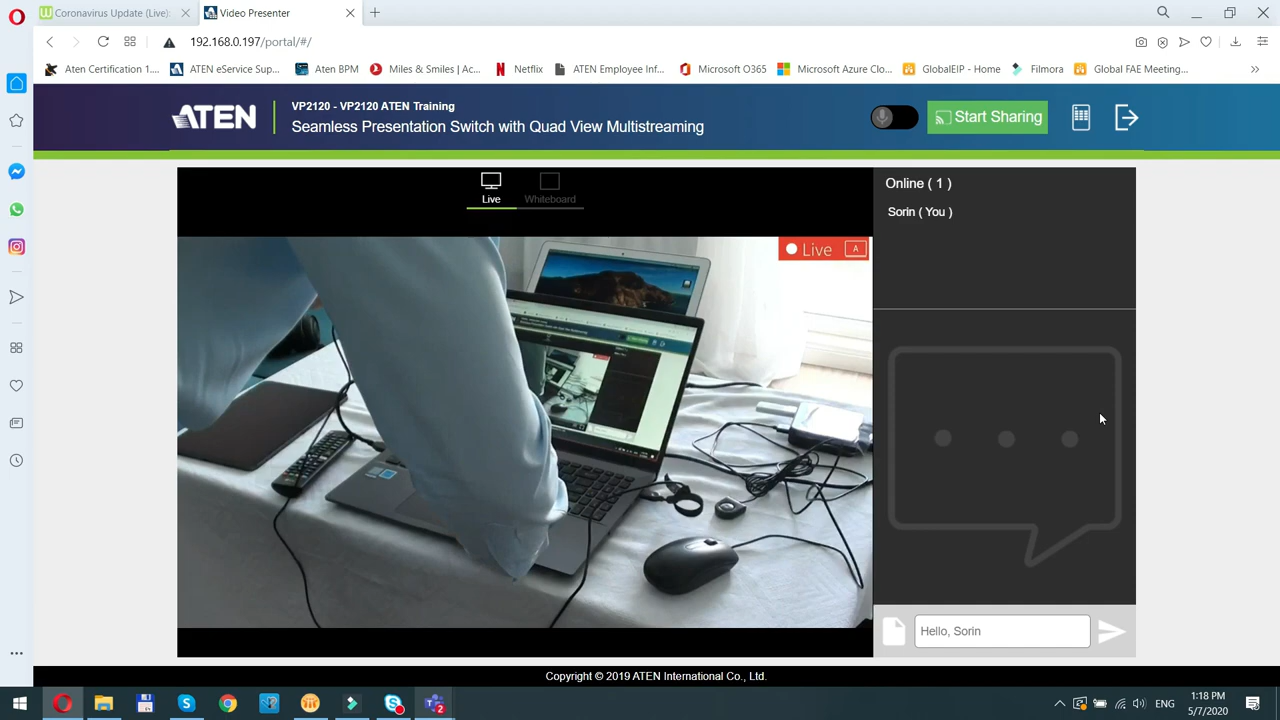 Coronavirus Update (Live):
Video Presenter
192.168.0.197/portal/#/
Aten Certification 1....
ATEN eService Sup...
Aten BPM
Miles & Smiles | Ac...
Netflix
ATEN Employee Inf...
Microsoft O365
Microsoft Azure Clo...
GlobalEIP - Home
Filmora
Global FAE Meeting...
ATEN
VP2120 - VP2120 ATEN Training
Seamless Presentation Switch with Quad View Multistreaming
Start Sharing
Live
Whiteboard
Online ( 1 )
Sorin ( You )
Live A
Hello, Sorin
Copyright © 2019 ATEN International Co., Ltd.
2
ENG
1:18 PM
5/7/2020